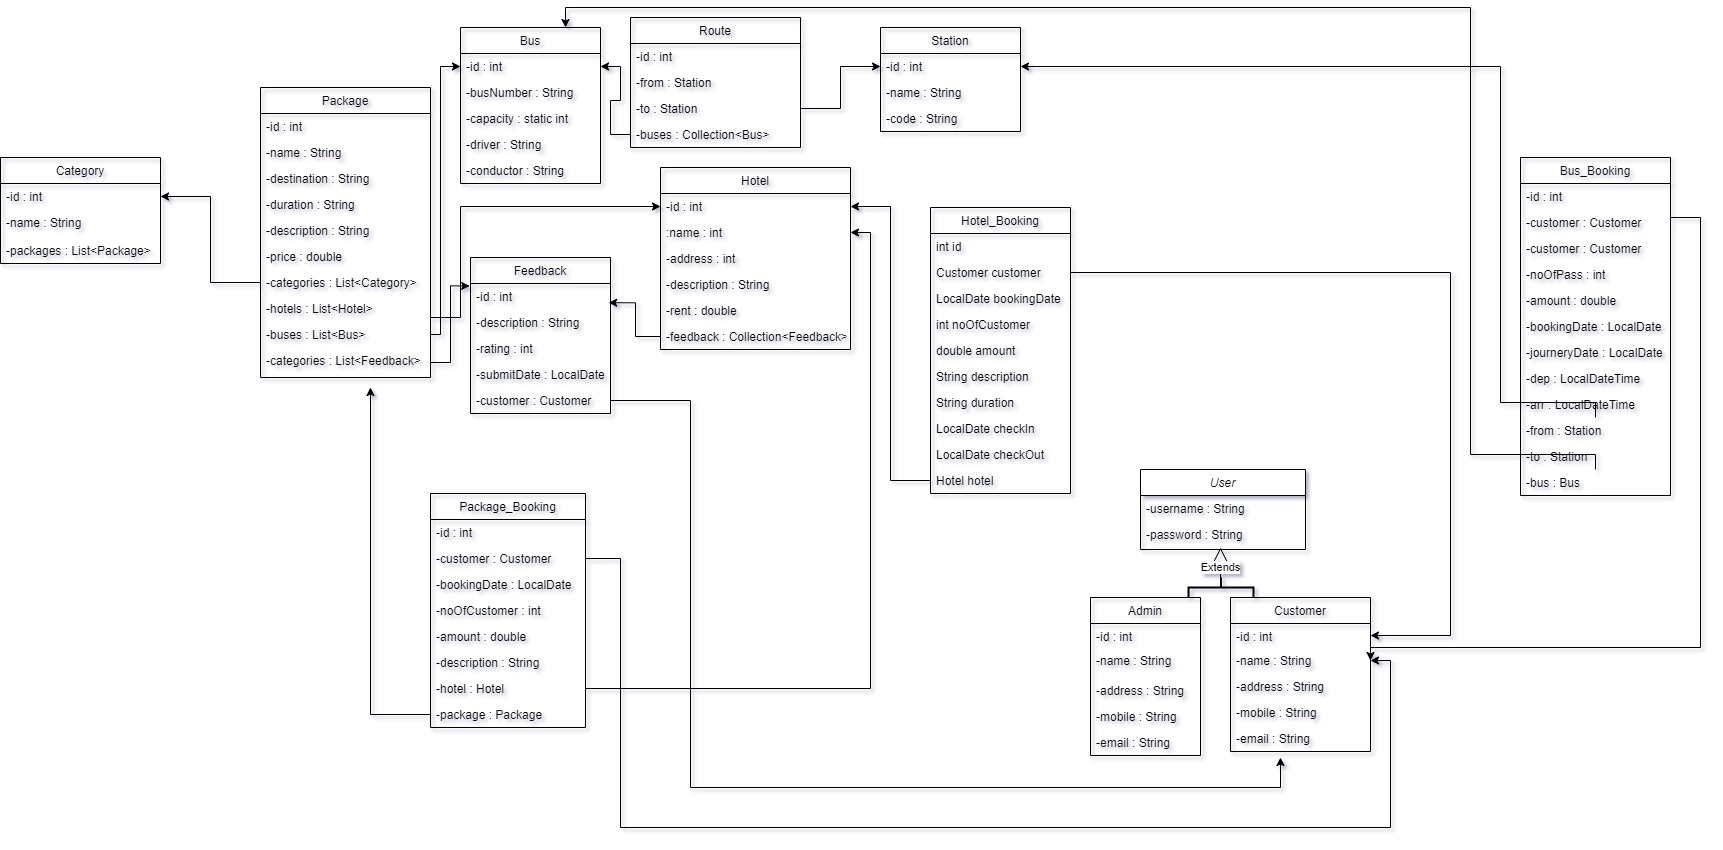 Category
-id : int
-name : String
-packages : List<Package>
Package
-id : int
-name : String
-destination : String
-duration : String
-description : String
-price : double
-categories : List<Category>
-hotels : List<Hotel>
-buses : List<Bus>
-categories : List<Feedback>
Bus
-id : int
-busNumber : String
-capacity : static int
-driver : String
-conductor : String
Route
-id : int
-from : Station
-to : Station
-buses : Collection<Bus>
Station
-id : int
-name : String
-code : String
Feedback
-id : int
-description : String
-rating : int
-submitDate : LocalDate
-customer : Customer
Hotel
-id : int
:name : int
-address : int
-description : String
-rent : double
-feedback : Collection<Feedback>
Hotel_Booking
int id
Customer customer
LocalDate bookingDate
int noOfCustomer
double amount
String description
String duration
LocalDate checkIn
LocalDate checkOut
Hotel hotel
Bus_Booking
-id : int
-customer : Customer
-customer : Customer
-noOfPass : int
-amount : double
-bookingDate : LocalDate
-journeryDate : LocalDate
-dep : LocalDateTime
-arr : LocalDateTime
-from : Station
-to : Station
-bus : Bus
Package_Booking
-id : int
-customer : Customer
-bookingDate : LocalDate
-noOfCustomer : int
-amount : double
-description : String
-hotel : Hotel
-package : Package
User
-username : String
-password : String
Extends
Admin
-id : int
-name : String
-address : String
-mobile : String
-email : String
Customer
-id : int
-name : String
-address : String
-mobile : String
-email : String